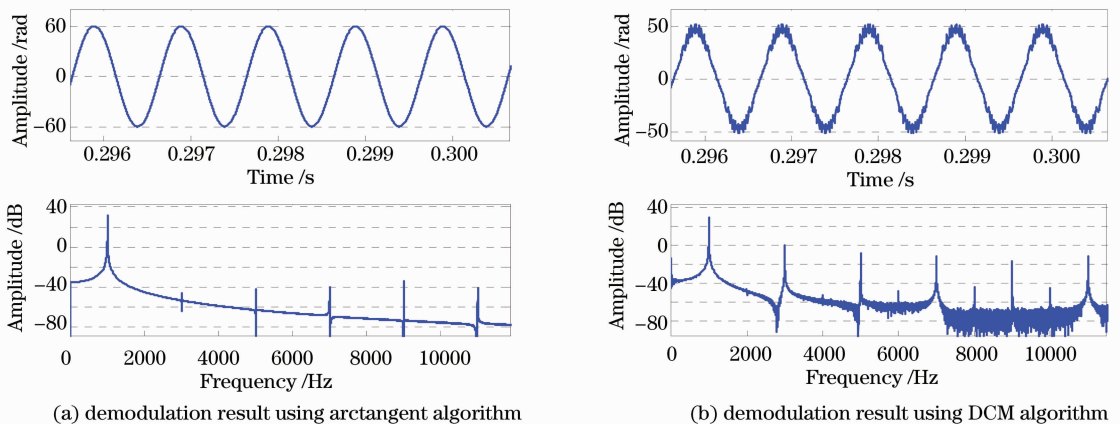 Amplitude /rad
60
0
−60
0.296 0.297 0.298 0.299 0.300
Time /s
Amplitude /dB
40
0
−40
−80
0 2000 4000 6000 8000 10000
Frequency /Hz
(a) demodulation result using arctangent algorithm
Amplitude /rad
50
0
−50
0.296 0.297 0.298 0.299 0.300
Time /s
Amplitude /dB
40
0
−40
−80
0 2000 4000 6000 8000 10000
Frequency /Hz
(b) demodulation result using DCM algorithm